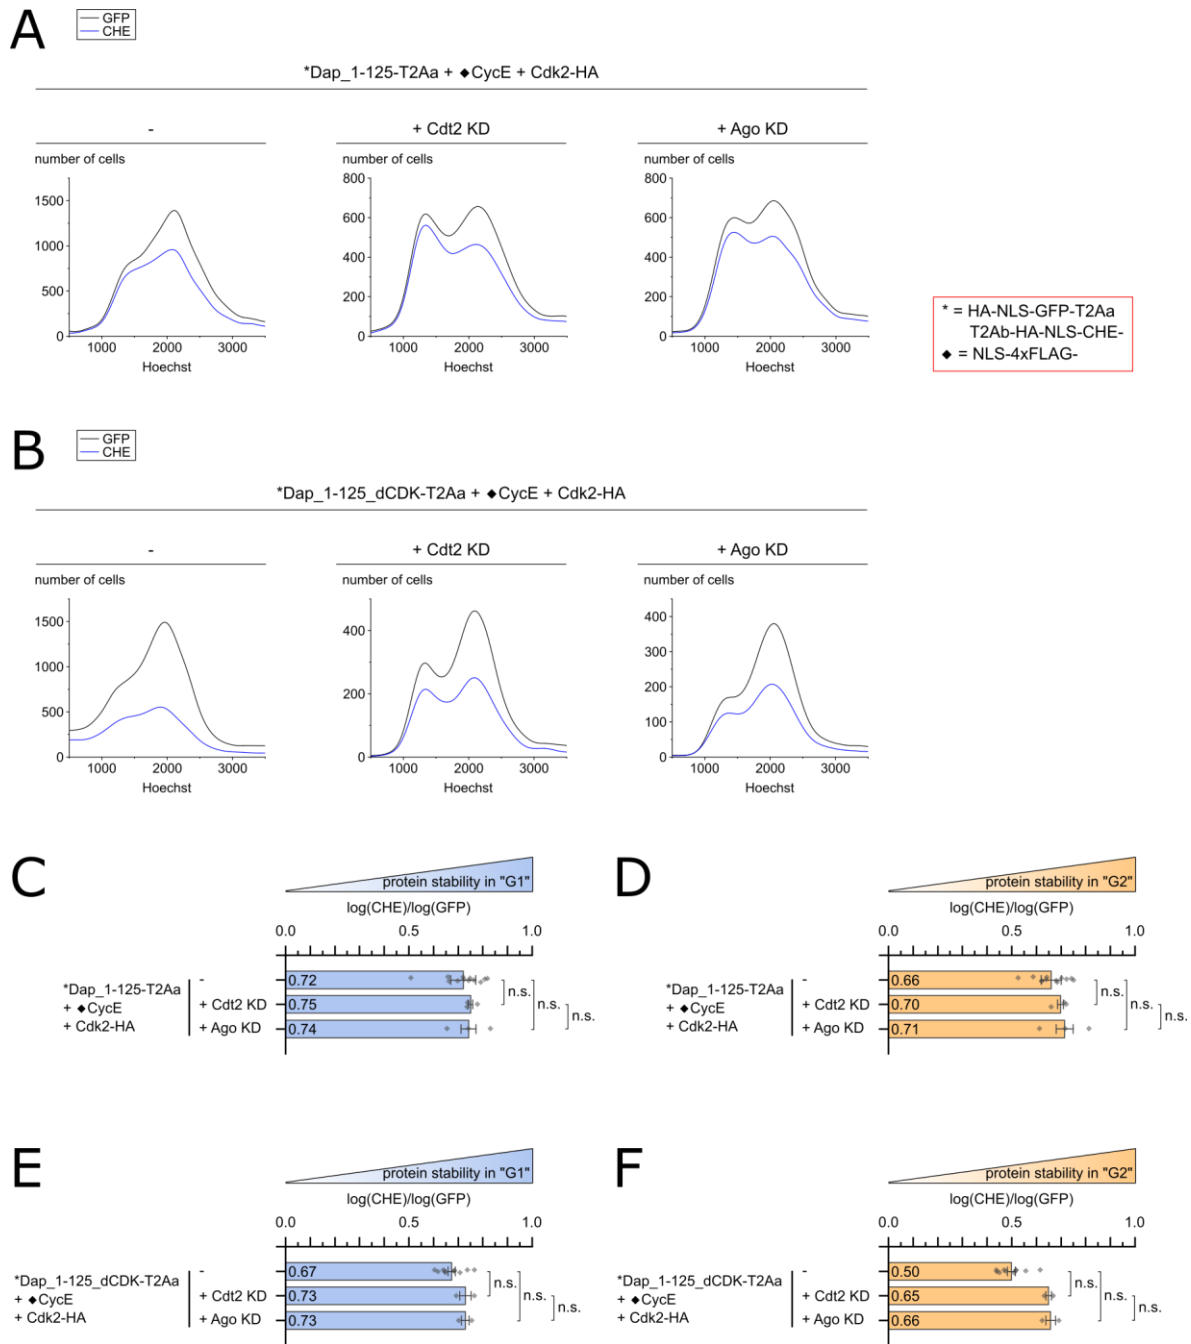 A
GFP
CHE
*Dap_1-125-T2Aa + ◆CycE + Cdk2-HA
-
+ Cdt2 KD
+ Ago KD
number of cells
number of cells
number of cells
1500
1000
500
0
800
600
400
200
0
800
600
400
200
0
1000 2000 3000
1000 2000 3000
1000 2000 3000
Hoechst
Hoechst
Hoechst
* = HA-NLS-GFP-T2Aa
T2Ab-HA-NLS-CHE-
◆ = NLS-4xFLAG-
B
GFP
CHE
*Dap_1-125_dCDK-T2Aa + ◆CycE + Cdk2-HA
-
+ Cdt2 KD
+ Ago KD
number of cells
number of cells
number of cells
1500
1000
500
0
400
200
0
400
300
200
100
0
1000 2000 3000
1000 2000 3000
1000 2000 3000
Hoechst
Hoechst
Hoechst
C
protein stability in "G1"
log(CHE)/log(GFP)
0.0 0.5 1.0
*Dap_1-125-T2Aa
+ ◆CycE
+ Cdk2-HA
-
+ Cdt2 KD
+ Ago KD
0.72
0.75
0.74
n.s.
n.s.
n.s.
D
protein stability in "G2"
log(CHE)/log(GFP)
0.0 0.5 1.0
*Dap_1-125-T2Aa
+ ◆CycE
+ Cdk2-HA
-
+ Cdt2 KD
+ Ago KD
0.66
0.70
0.71
n.s.
n.s.
n.s.
E
protein stability in "G1"
log(CHE)/log(GFP)
0.0 0.5 1.0
*Dap_1-125_dCDK-T2Aa
+ ◆CycE
+ Cdk2-HA
-
+ Cdt2 KD
+ Ago KD
0.67
0.73
0.73
n.s.
n.s.
n.s.
F
protein stability in "G2"
log(CHE)/log(GFP)
0.0 0.5 1.0
*Dap_1-125_dCDK-T2Aa
+ ◆CycE
+ Cdk2-HA
-
+ Cdt2 KD
+ Ago KD
0.50
0.65
0.66
n.s.
n.s.
n.s.